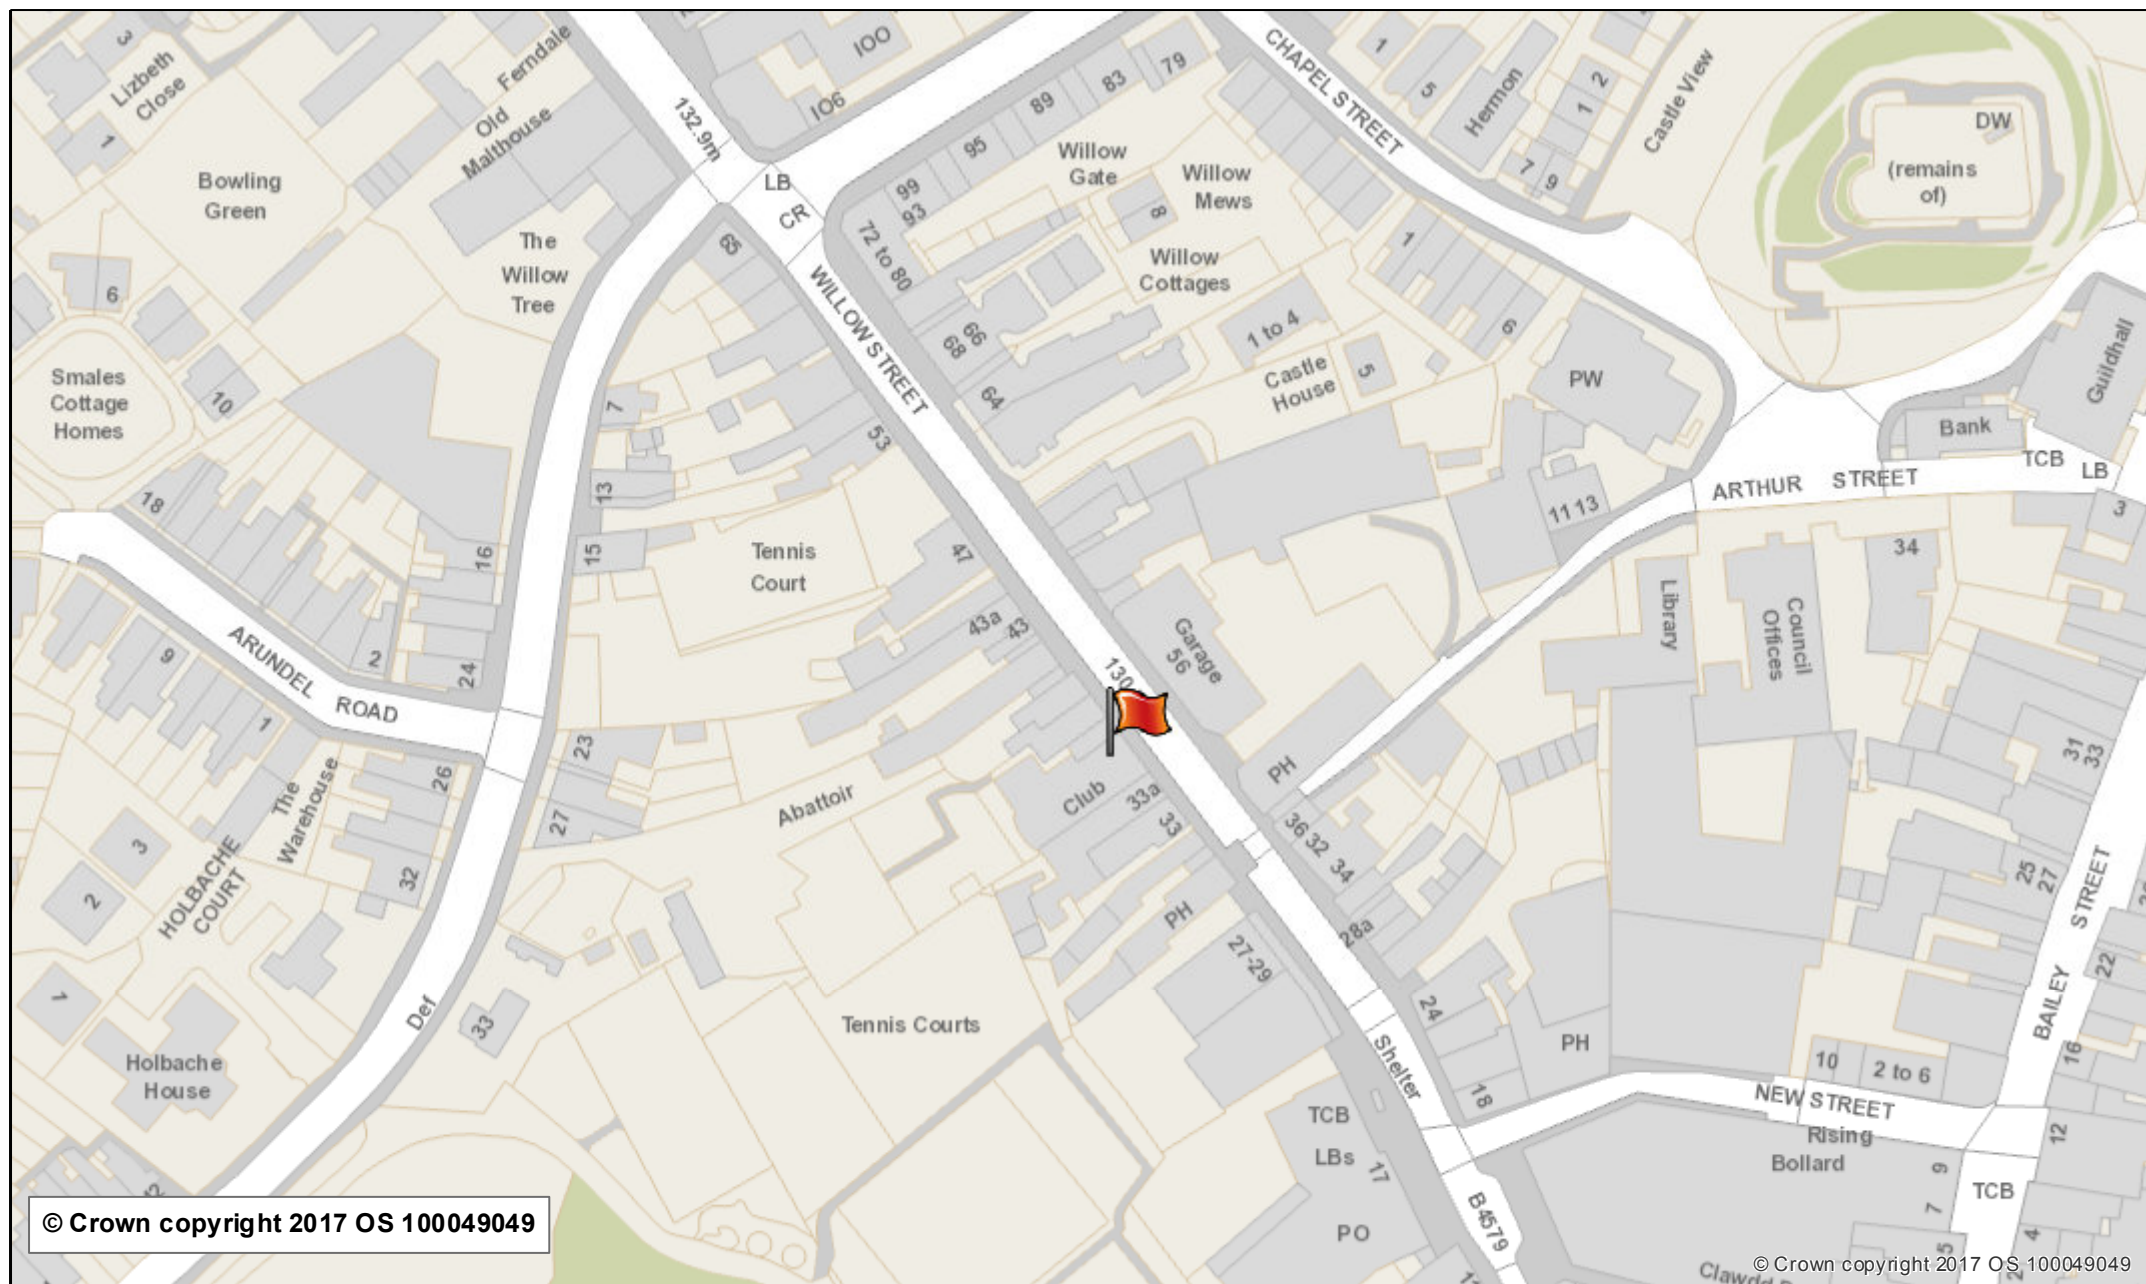 3
Lizbeth
Close
1
Ferndale
Old
Malthouse
132.9m
100
106
79
83
89
95
99
93
CHAPEL STREET
1
5
Hermon
1 2
7 9
Castle View
DW
(remains
of)
Bowling
Green
The
Willow
Tree
LB
CR
65
72 to 80
Willow
Gate
Willow
Mews
8
Willow
Cottages
1
6
6
10
Smales
Cottage
Homes
WILLOW STREET
66
68
64
1 to 4
Castle
House
5
PW
Guildhall
Bank
TCB
LB
ARTHUR STREET
3
7
53
13
15
18
16
Tennis
Court
47
43a
43
11 13
34
Library
Council
Offices
Garage
56
130
ARUNDEL ROAD
9
1
2
24
23
27
26
32
The
Warehouse
HOLBACHE
COURT
3
2
1
Abattoir
Club
33a
33
PH
PH
36 32 34
28a
27-29
24
18
PH
31
33
25
27
22
BAILEY STREET
16
10
2 to 6
NEW STREET
Rising
Bollard
12
9
7
5
TCB
4
Def
33
Holbache
House
Tennis Courts
Shelter
TCB
LBs
17
PO
B4579
© Crown copyright 2017 OS 100049049
© Crown copyright 2017 OS 100049049